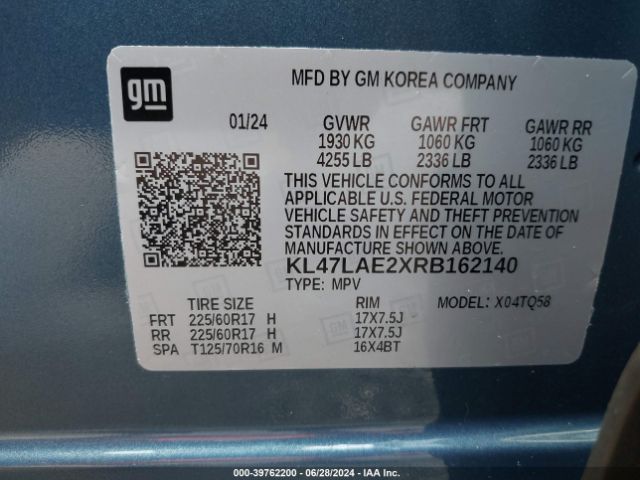 gm
MFD BY GM KOREA COMPANY
01/24
GVWR GAWR FRT GAWR RR
1930 KG 1060 KG 1060 KG
4255 LB 2336 LB 2336 LB
THIS VEHICLE CONFORMS TO ALL
APPLICABLE U.S. FEDERAL MOTOR
VEHICLE SAFETY AND THEFT PREVENTION
STANDARDS IN EFFECT ON THE DATE OF
MANUFACTURE SHOWN ABOVE.
KL47LAE2XRB162140
TYPE: MPV
TIRE SIZE RIM MODEL: X04TQ58
FRT 225/60R17 H 17X7.5J
RR 225/60R17 H 17X7.5J
SPA T125/70R16 M 16X4BT
000-39762200 - 06/28/2024 - IAA Inc.